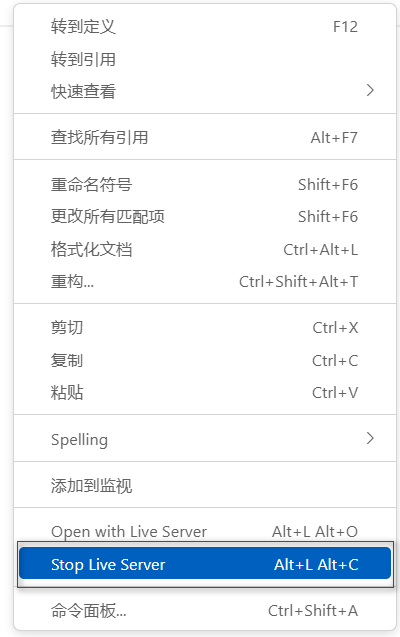 转到定义 F12
转到引用
快速查看
查找所有引用 Alt+F7
重命名符号 Shift+F6
更改所有匹配项 Shift+F6
格式化文档 Ctrl+Alt+L
重构... Ctrl+Shift+Alt+T
剪切 Ctrl+X
复制 Ctrl+C
粘贴 Ctrl+V
Spelling
添加到监视
Open with Live Server Alt+L Alt+O
Stop Live Server Alt+L Alt+C
命令面板... Ctrl+Shift+A